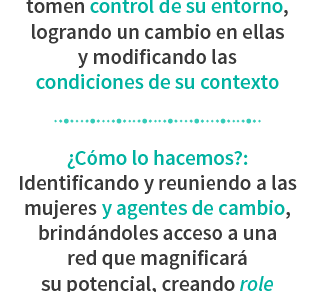 tomen control de su entorno,
logrando un cambio en ellas
y modificando las
condiciones de su contexto
¿Cómo lo hacemos?:
Identificando y reuniendo a las
mujeres y agentes de cambio,
brindándoles acceso a una
red que magnificará
su potencial, creando role